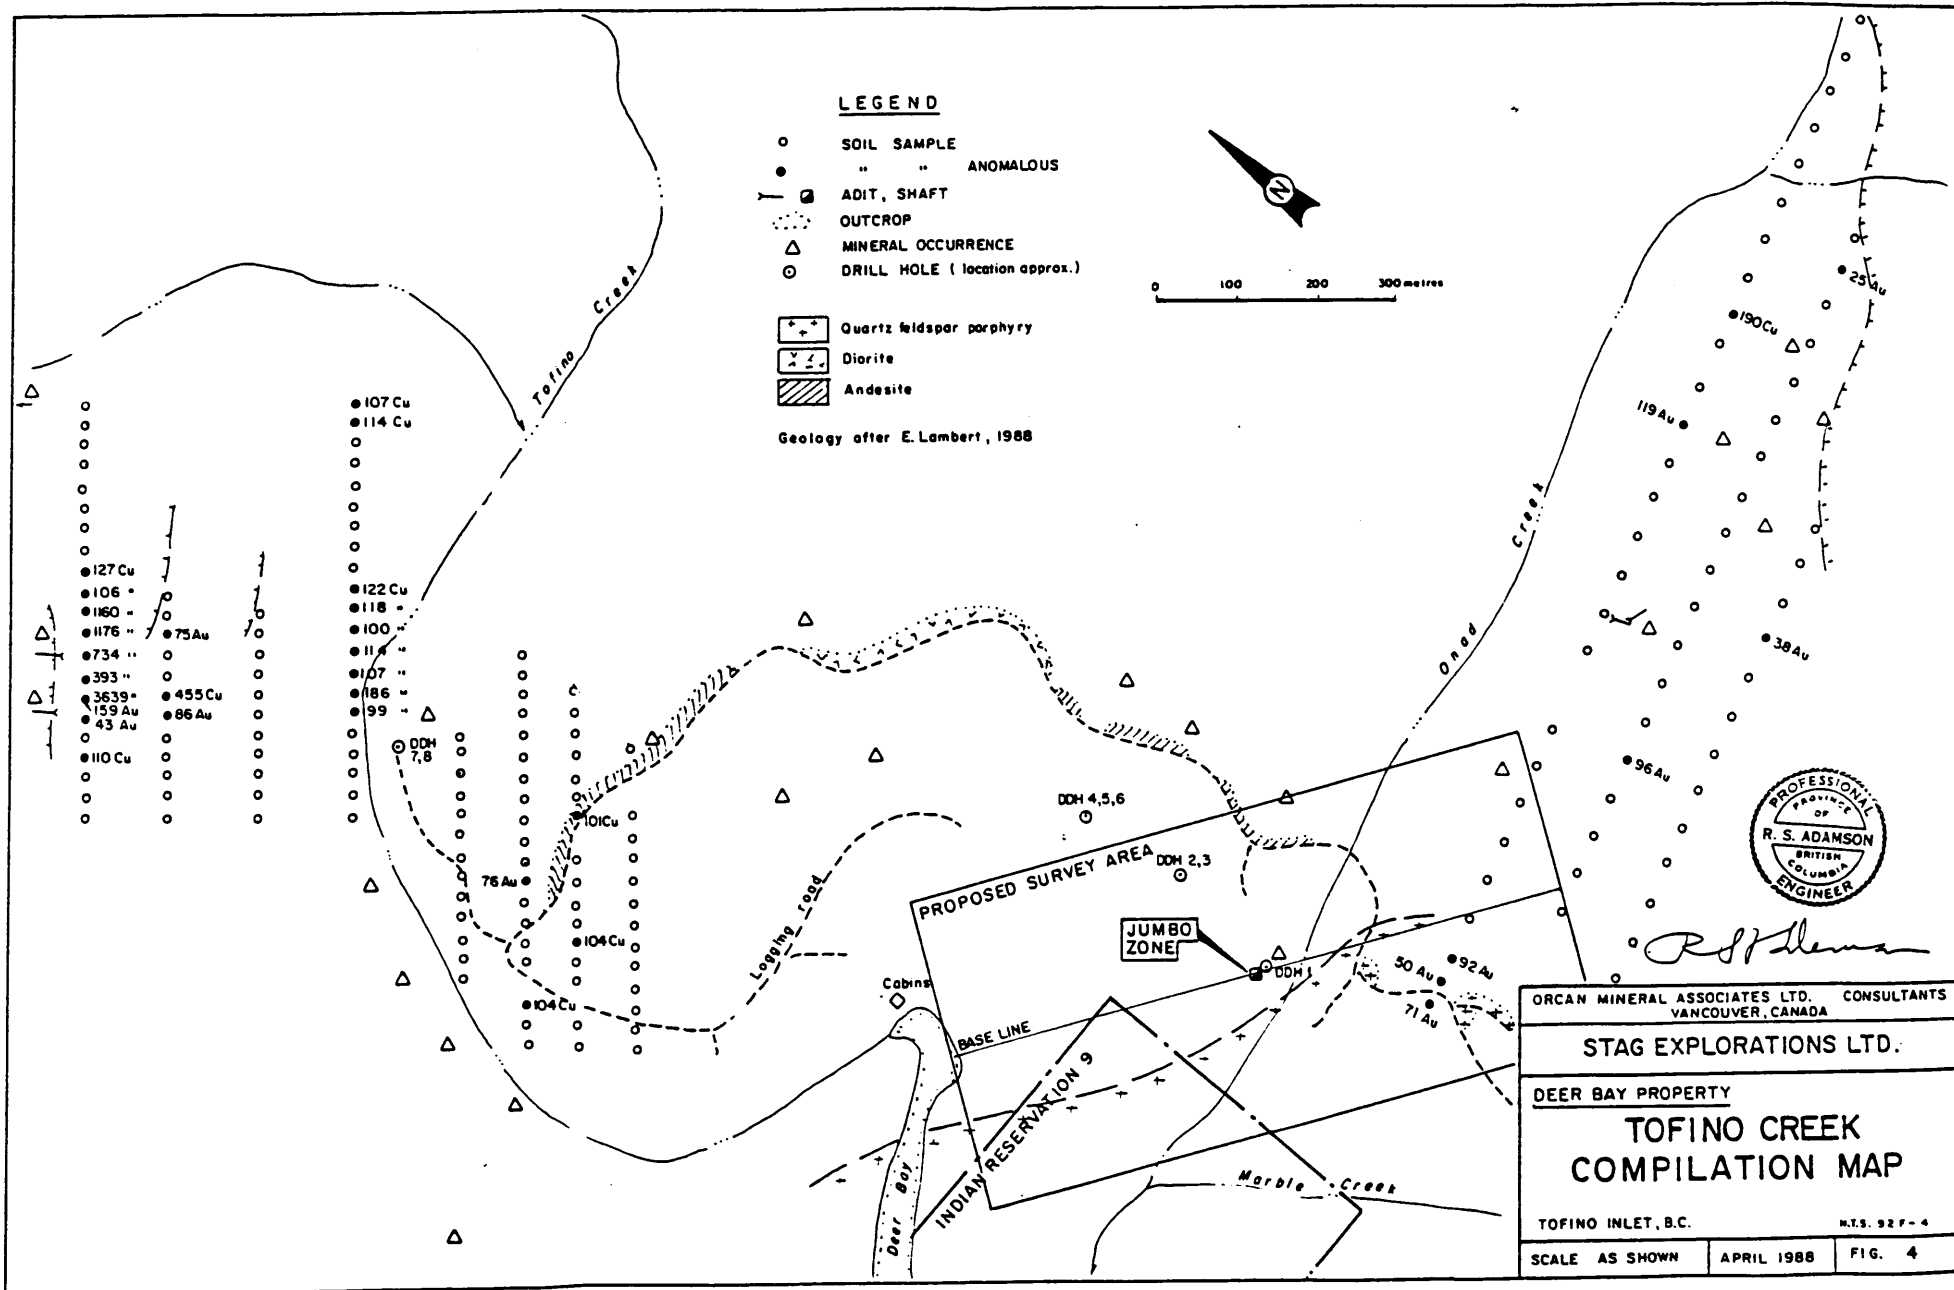 LEGEND
SOIL SAMPLE
" " ANOMALOUS
ADIT, SHAFT
OUTCROP
MINERAL OCCURRENCE
DRILL HOLE ( location approx.)
Quartz feldspar porphyry
Diorite
Andesite
Geology after E. Lambert, 1988
N
0 100 200 300 metres
Tofino Creek
107 Cu
114 Cu
127 Cu
106 "
1160 "
1176 "
734 "
393 "
3639 "
159 Au
43 Au
110 Cu
75 Au
455 Cu
86 Au
122 Cu
118 "
100 "
114 "
107 "
186 "
99 "
DDH
7,8
101 Cu
76 Au
104 Cu
104 Cu
Logging road
Cabins
DDH 4,5,6
DDH 2,3
PROPOSED SURVEY AREA
JUMBO
ZONE
DDH 1
BASE LINE
INDIAN RESERVATION 9
Deer Bay
Marble Creek
Onad Creek
25 Au
190 Cu
119 Au
38 Au
96 Au
50 Au
92 Au
71 Au
PROFESSIONAL
PROVINCE
OF
R. S. ADAMSON
BRITISH
COLUMBIA
ENGINEER
ORCAN MINERAL ASSOCIATES LTD. CONSULTANTS
VANCOUVER, CANADA
STAG EXPLORATIONS LTD.
DEER BAY PROPERTY
TOFINO CREEK
COMPILATION MAP
TOFINO INLET, B.C. N.T.S. 92 F-4
SCALE AS SHOWN APRIL 1988 FIG. 4